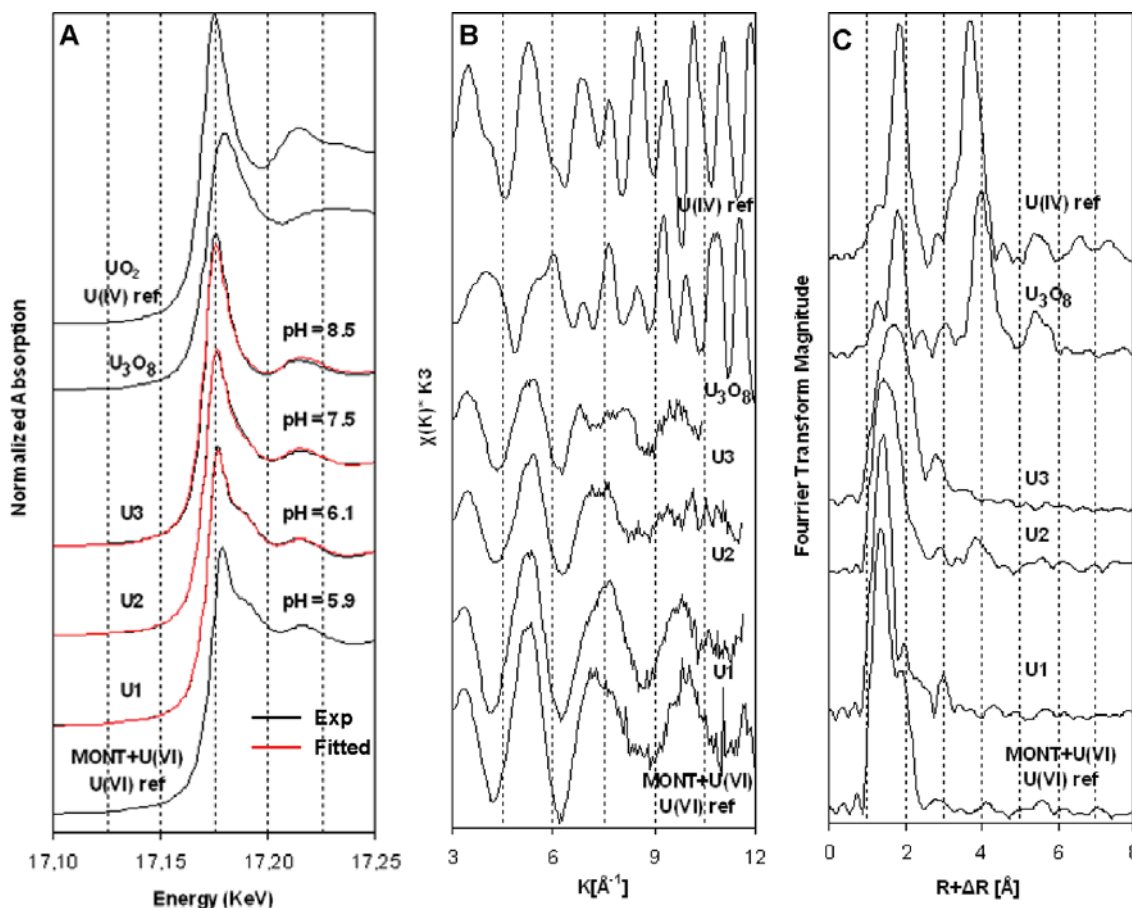 A
Normalized Absorption
UO2
U(IV) ref
pH = 8.5
U3O8
pH = 7.5
U3
pH = 6.1
U2
pH = 5.9
U1
Exp
Fitted
MONT+U(VI)
U(VI) ref
17,10 17,15 17,20 17,25
Energy (KeV)
B
χ(K)* K3
U(IV) ref
U3O8
U3
U2
U1
MONT+U(VI)
U(VI) ref
3 6 9 12
K[Å-1]
C
Fourrier Transform Magnitude
U(IV) ref
U3O8
U3
U2
U1
MONT+U(VI)
U(VI) ref
0 2 4 6 8
R+ΔR [Å]